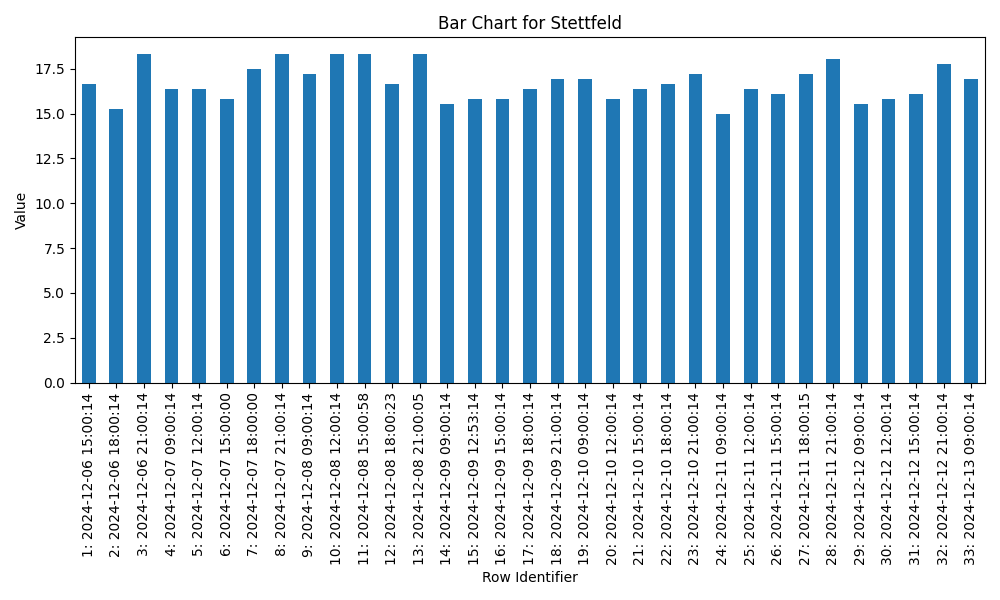 Bar Chart for Stettfeld
Value
17.5
15.0
12.5
10.0
7.5
5.0
2.5
0.0
1: 2024-12-06 15:00:14
2: 2024-12-06 18:00:14
3: 2024-12-06 21:00:14
4: 2024-12-07 09:00:14
5: 2024-12-07 12:00:14
6: 2024-12-07 15:00:00
7: 2024-12-07 18:00:00
8: 2024-12-07 21:00:14
9: 2024-12-08 09:00:14
10: 2024-12-08 12:00:14
11: 2024-12-08 15:00:58
12: 2024-12-08 18:00:23
13: 2024-12-08 21:00:05
14: 2024-12-09 09:00:14
15: 2024-12-09 12:53:14
16: 2024-12-09 15:00:14
17: 2024-12-09 18:00:14
18: 2024-12-09 21:00:14
19: 2024-12-10 09:00:14
20: 2024-12-10 12:00:14
21: 2024-12-10 15:00:14
22: 2024-12-10 18:00:14
23: 2024-12-10 21:00:14
24: 2024-12-11 09:00:14
25: 2024-12-11 12:00:14
26: 2024-12-11 15:00:14
27: 2024-12-11 18:00:15
28: 2024-12-11 21:00:14
29: 2024-12-12 09:00:14
30: 2024-12-12 12:00:14
31: 2024-12-12 15:00:14
32: 2024-12-12 21:00:14
33: 2024-12-13 09:00:14
Row Identifier